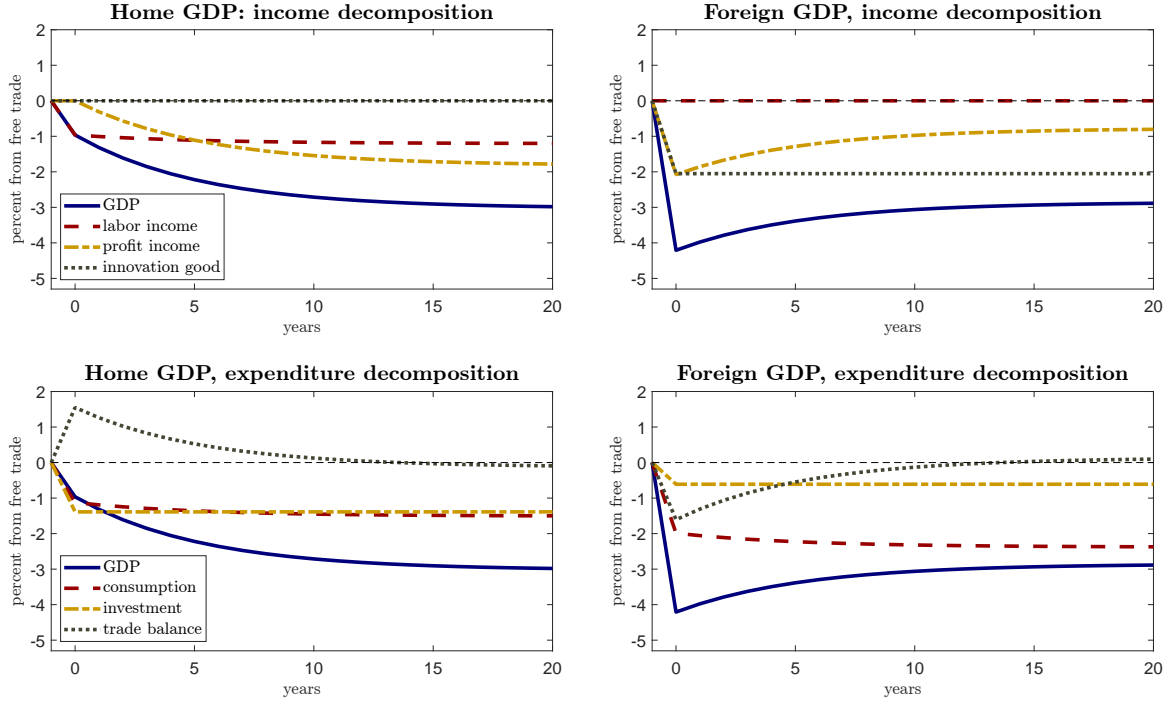 Home GDP: income decomposition
percent from free trade
2
1
0
-1
-2
-3
-4
-5
GDP
labor income
profit income
innovation good
0
5
10
15
20
years
Foreign GDP, income decomposition
percent from free trade
2
1
0
-1
-2
-3
-4
-5
0
5
10
15
20
years
Home GDP, expenditure decomposition
percent from free trade
2
1
0
-1
-2
-3
-4
-5
GDP
consumption
investment
trade balance
0
5
10
15
20
years
Foreign GDP, expenditure decomposition
percent from free trade
2
1
0
-1
-2
-3
-4
-5
0
5
10
15
20
years